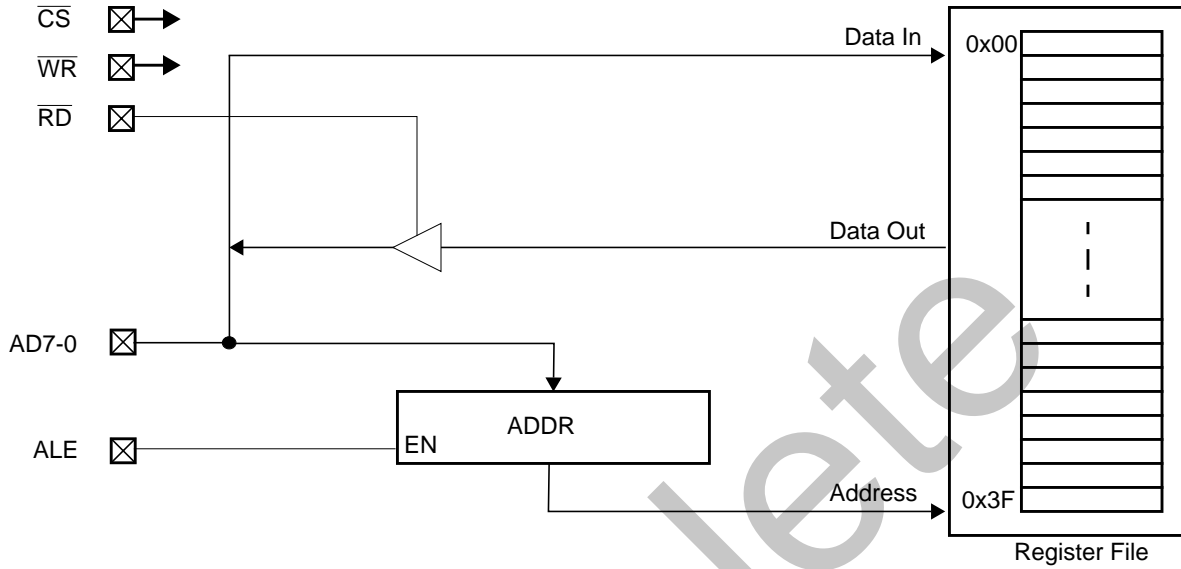 CS
WR
RD
AD7-0
ALE
Data In
Data Out
EN
ADDR
Address
0x00
0x3F
Register File
lete